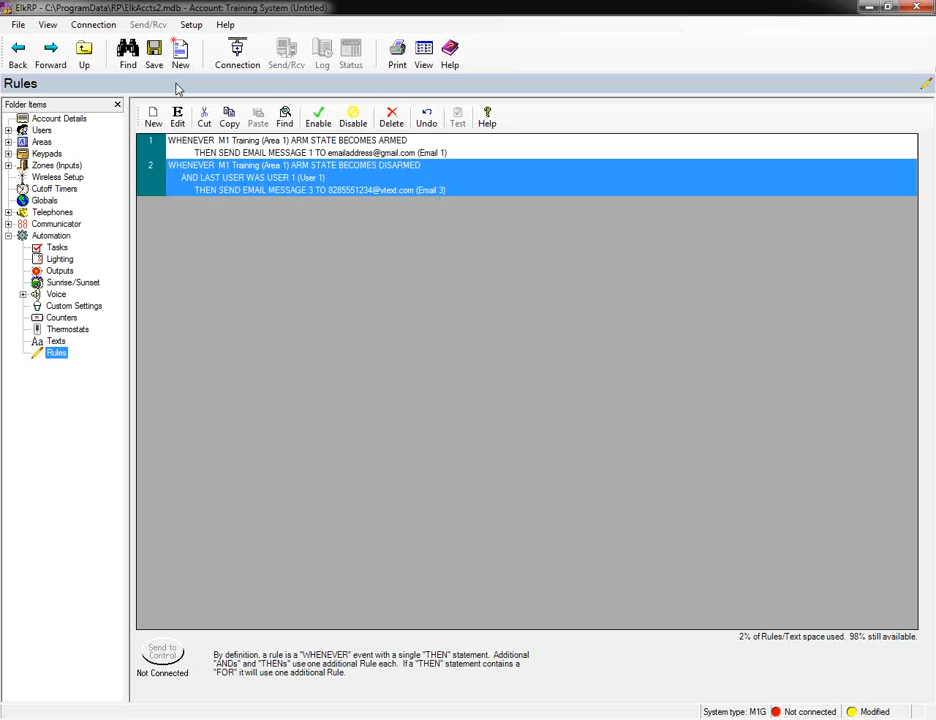 ElkRP - C:\ProgramData\RP\ElkAccts2.mdb - Account: Training System (Untitled)
File View Connection Send/Rcv Setup Help
Back Forward Up Find Save New Connection Send/Rcv Log Status Print View Help
Rules
Folder Items
Account Details
Users
Areas
Keypads
Zones (Inputs)
Wireless Setup
Cutoff Timers
Globals
Telephones
Communicator
Automation
Tasks
Lighting
Outputs
Sunrise/Sunset
Voice
Custom Settings
Counters
Thermostats
Aa Texts
Rules
New Edit Cut Copy Paste Find Enable Disable Delete Undo Test Help
1 WHENEVER M1 Training (Area 1) ARM STATE BECOMES ARMED
THEN SEND EMAIL MESSAGE 1 TO emailaddress@gmail.com (Email 1)
2 WHENEVER M1 Training (Area 1) ARM STATE BECOMES DISARMED
AND LAST USER WAS USER 1 (User 1)
THEN SEND EMAIL MESSAGE 3 TO 8285551234@vtext.com (Email 3)
2% of Rules/Text space used. 98% still available.
Send to
Control
Not Connected
By definition, a rule is a "WHENEVER" event with a single "THEN" statement. Additional
"ANDs" and "THENs" use one additional Rule each. If a "THEN" statement contains a
"FOR" it will use one additional Rule.
System type: M1G Not connected Modified